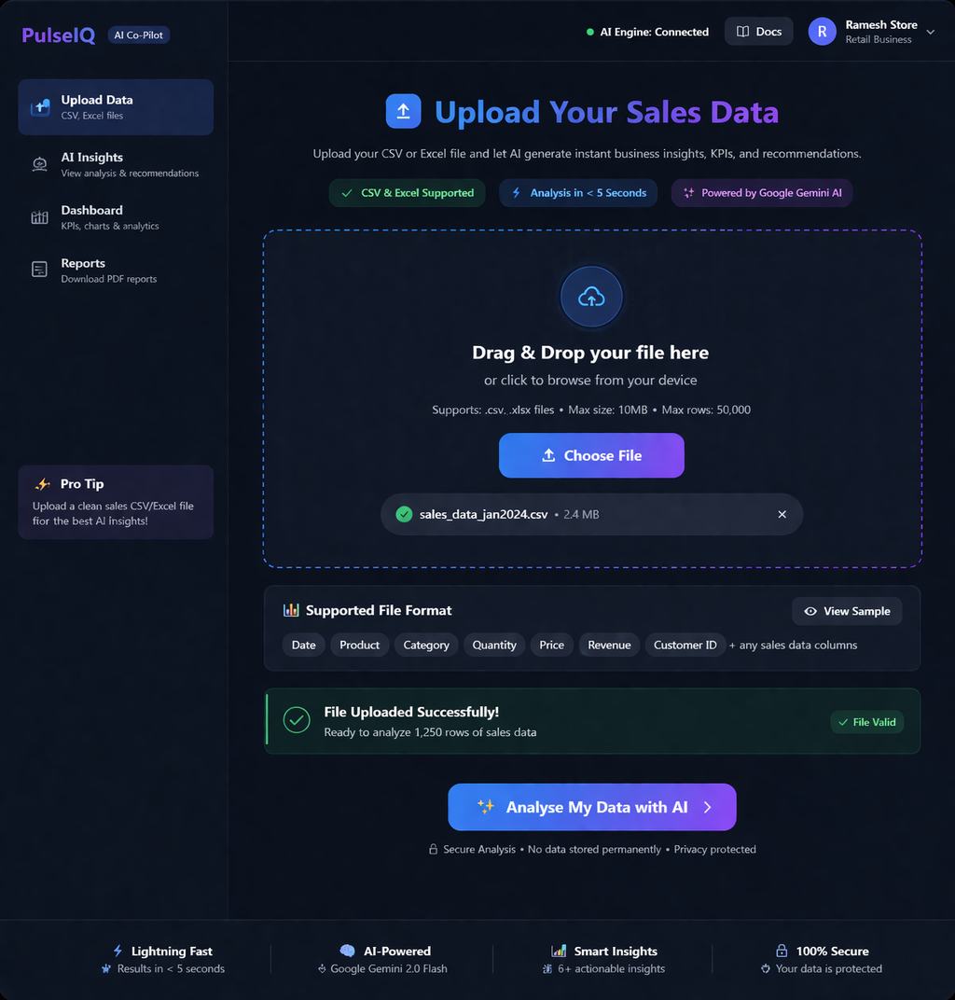 PulseIQ AI Co-Pilot
AI Engine: Connected
Docs
R
Ramesh Store
Retail Business
Upload Data
CSV, Excel files
AI Insights
View analysis & recomendations
Dashboard
KPIs, charts & analytics
Reports
Download PDF reports
Pro Tip
Upload a clean sales CSV/Excel file
fior the best AI insights!
Upload Your Sales Data
Upload your CSV or Excel file and let AI generate instant business insights, KPIs, and recommendations.
CSV & Excel Supported
Analysis in < 5 Seconds
Powered by Google Gemini AI
Drag & Drop your file here
or click to browse from your device
Supports: .csv. .xlsx files • Max size: 10MB • Max rows: 50,000
Choose File
sales_data_jan2024.csv • 2.4 MB
Supported File Format
View Sample
Date Product Category Quantity Price Revenue Customer ID + any sales data columns
File Uploaded Successfully!
Ready to analyze 1,250 rows of sales data
File Valid
Analyse My Data with AI
Secure Analysis • No data stored permanently • Privacy protected
Lightning Fast
Results in < 5 seconds
AI-Powered
Google Gemini 2.0 Flash
Smart Insights
6+ actionable insights
100% Secure
Your data is protected